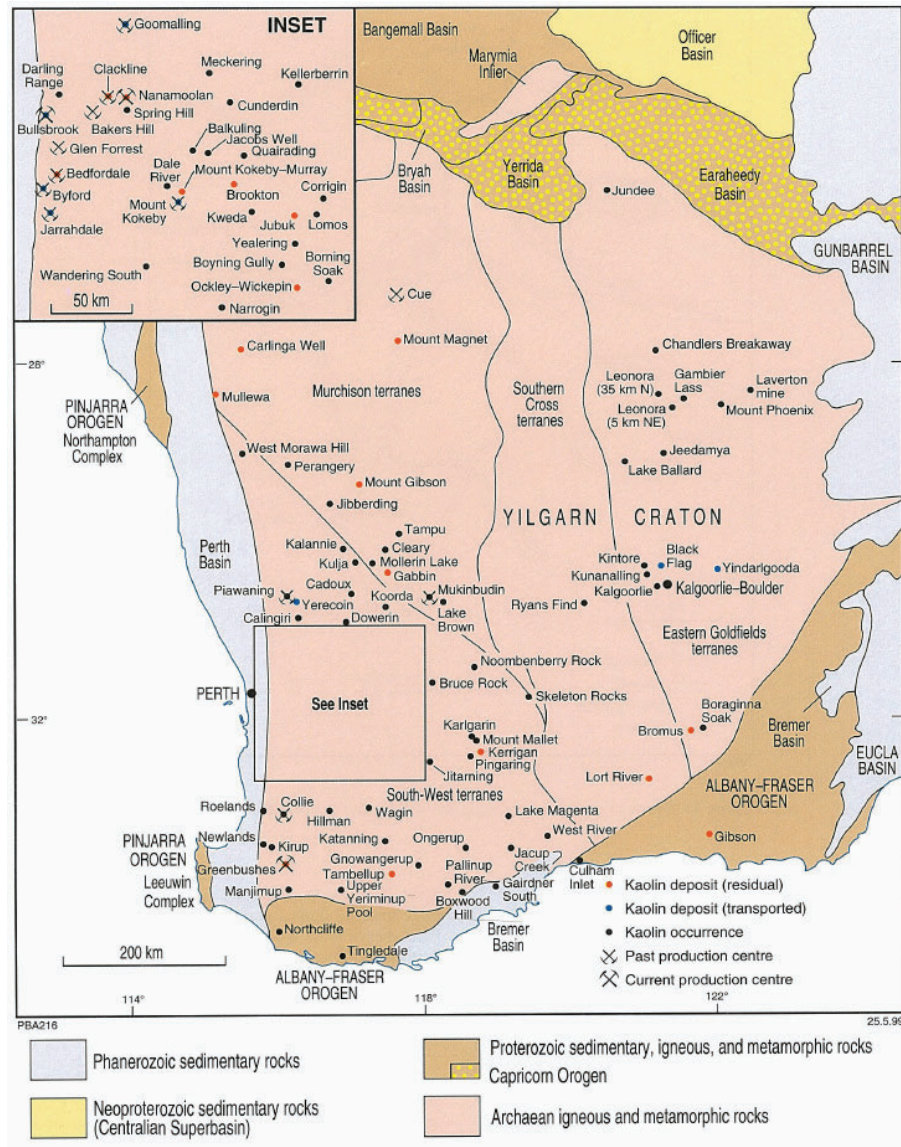 INSET
Goomalling
Meckering
Kellerberrin
Clackline
Darling
Range
Nanamoolan
Cunderdin
Spring Hill
Bullsbrook
Bakers Hill
Balkuling
Jacobs Well
Glen Forrest
Quairading
Dale
River
Mount Kokeby–Murray
Bedfordale
Corrigin
Byford
Mount
Kokeby
Brookton
Jarrahdale
Kweda
Jubuk
Lomos
Yealering
Borning
Soak
Boyning Gully
Wandering South
Ockley–Wickepin
50 km
Narrogin
Bangemall Basin
Marymia
Inlier
Officer
Basin
Bryah
Basin
Yerrida
Basin
Earaheedy
Basin
Jundee
GUNBARREL
BASIN
Cue
Carlinga Well
Mount Magnet
Chandlers Breakaway
28°
Murchison terranes
Southern
Cross
terranes
Leonora
(35 km N)
Gambier
Lass
Laverton
mine
Mullewa
Leonora
(5 km NE)
Mount Phoenix
PINJARRA
OROGEN
Northampton
Complex
West Morawa Hill
Perangery
Jeedamya
Lake Ballard
Mount Gibson
Jibberding
YILGARN CRATON
Tampu
Perth
Basin
Kalannie
Cleary
Kulja
Mollerin Lake
Gabbin
Kintore
Black
Flag
Yindarlgooda
Kunanalling
Kalgoorlie
Kalgoorlie–Boulder
Piawaning
Cadoux
Mukinbudin
Yerecoin
Koorda
Lake
Brown
Ryans Find
Calingiri
Dowerin
Eastern Goldfields
terranes
Noombenberry Rock
Bruce Rock
PERTH
See Inset
Skeleton Rocks
32°
Boraginna
Soak
Bromus
Bremer
Basin
Karlgarin
Mount Mallet
Kerrigan
Pingaring
Jitarning
EUCLA
BASIN
Lort River
ALBANY–FRASER
OROGEN
South-West terranes
Roelands
Collie
Hillman
Wagin
Lake Magenta
Gibson
Newlands
Kirup
Katanning
Ongerup
West River
PINJARRA
OROGEN
Greenbushes
Gnowangerup
Tambellup
Pallinup
River
Jacup
Creek
Culham
Inlet
Leeuwin
Complex
Manjimup
Upper
Yeriminup
Pool
Boxwood
Hill
Gairdner
South
Bremer
Basin
Northcliffe
Tingledale
200 km
ALBANY–FRASER
OROGEN
Kaolin deposit (residual)
Kaolin deposit (transported)
Kaolin occurrence
Past production centre
Current production centre
114°
118°
122°
PBA216
25.5.99
Phanerozoic sedimentary rocks
Neoproterozoic sedimentary rocks
(Centralian Superbasin)
Proterozoic sedimentary, igneous, and metamorphic rocks
Capricorn Orogen
Archaean igneous and metamorphic rocks